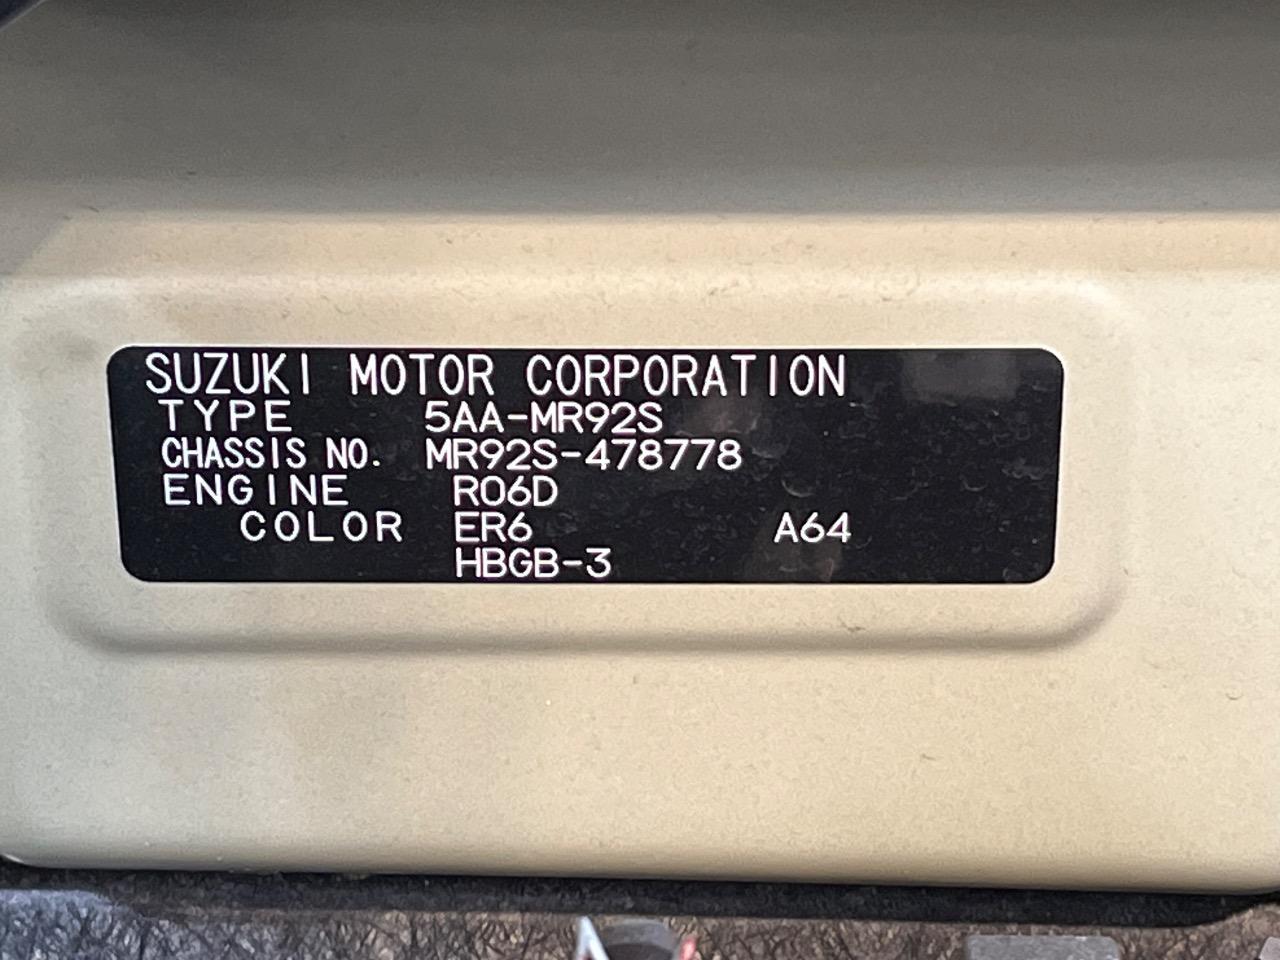 SUZUKI MOTOR CORPORATION
TYPE 5AA-MR92S
CHASSIS NO. MR92S-478778
ENGINE R06D
COLOR ER6 A64
HBGB-3